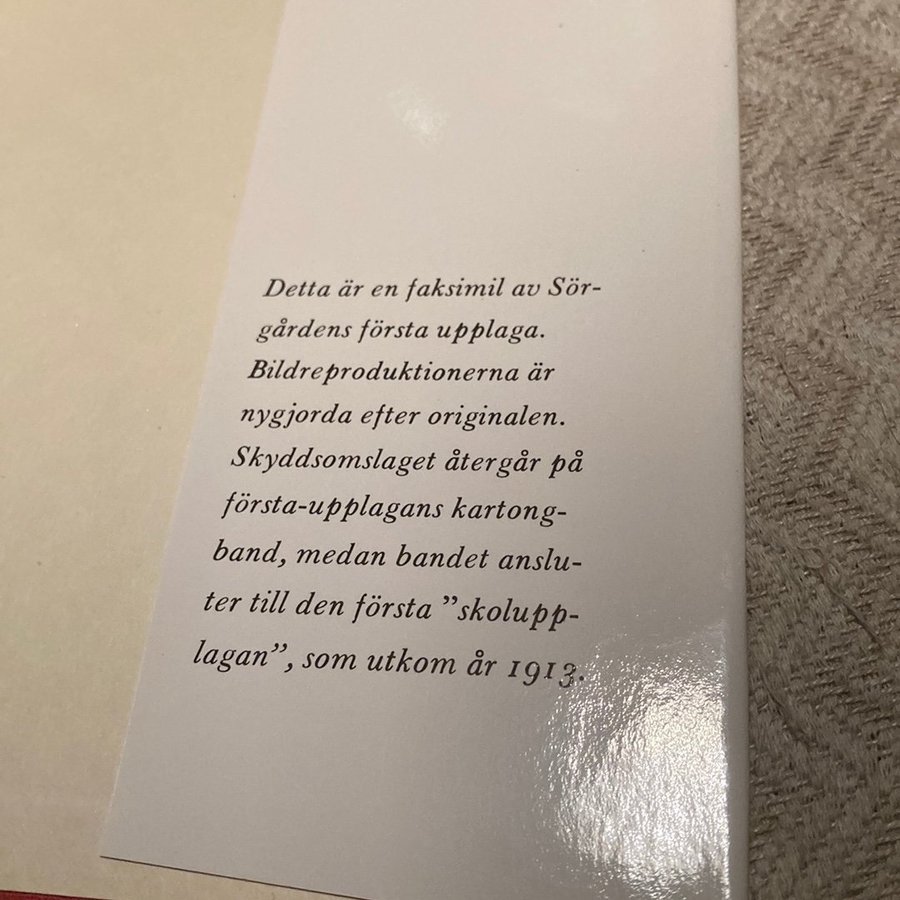 Detta är en faksimil av Sör-
gårdens första upplaga.
Bildreproduktionerna är
nygjorda efter originalen.
Skyddsomslaget återgår på
första-upplagans kartong-
band, medan bandet anslu-
ter till den första ”skolupp-
lagan”, som utkom år 1913.